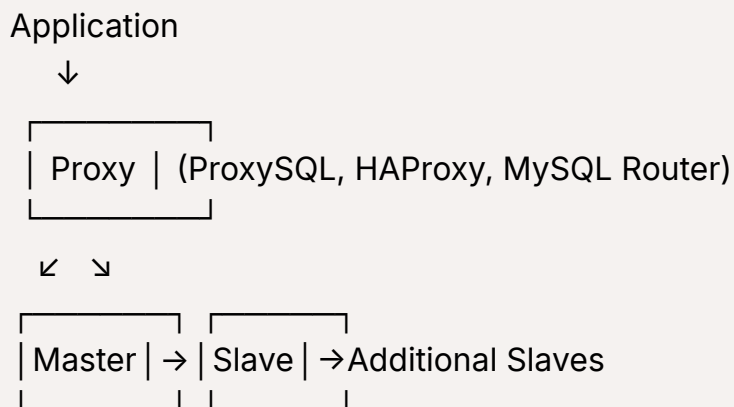 Application
↓
┌─────────┐
│ Proxy │ (ProxySQL, HAProxy, MySQL Router)
└─────────┘
↙ ↘
┌────────┐ ┌───────┐
│Master│→│Slave│→Additional Slaves